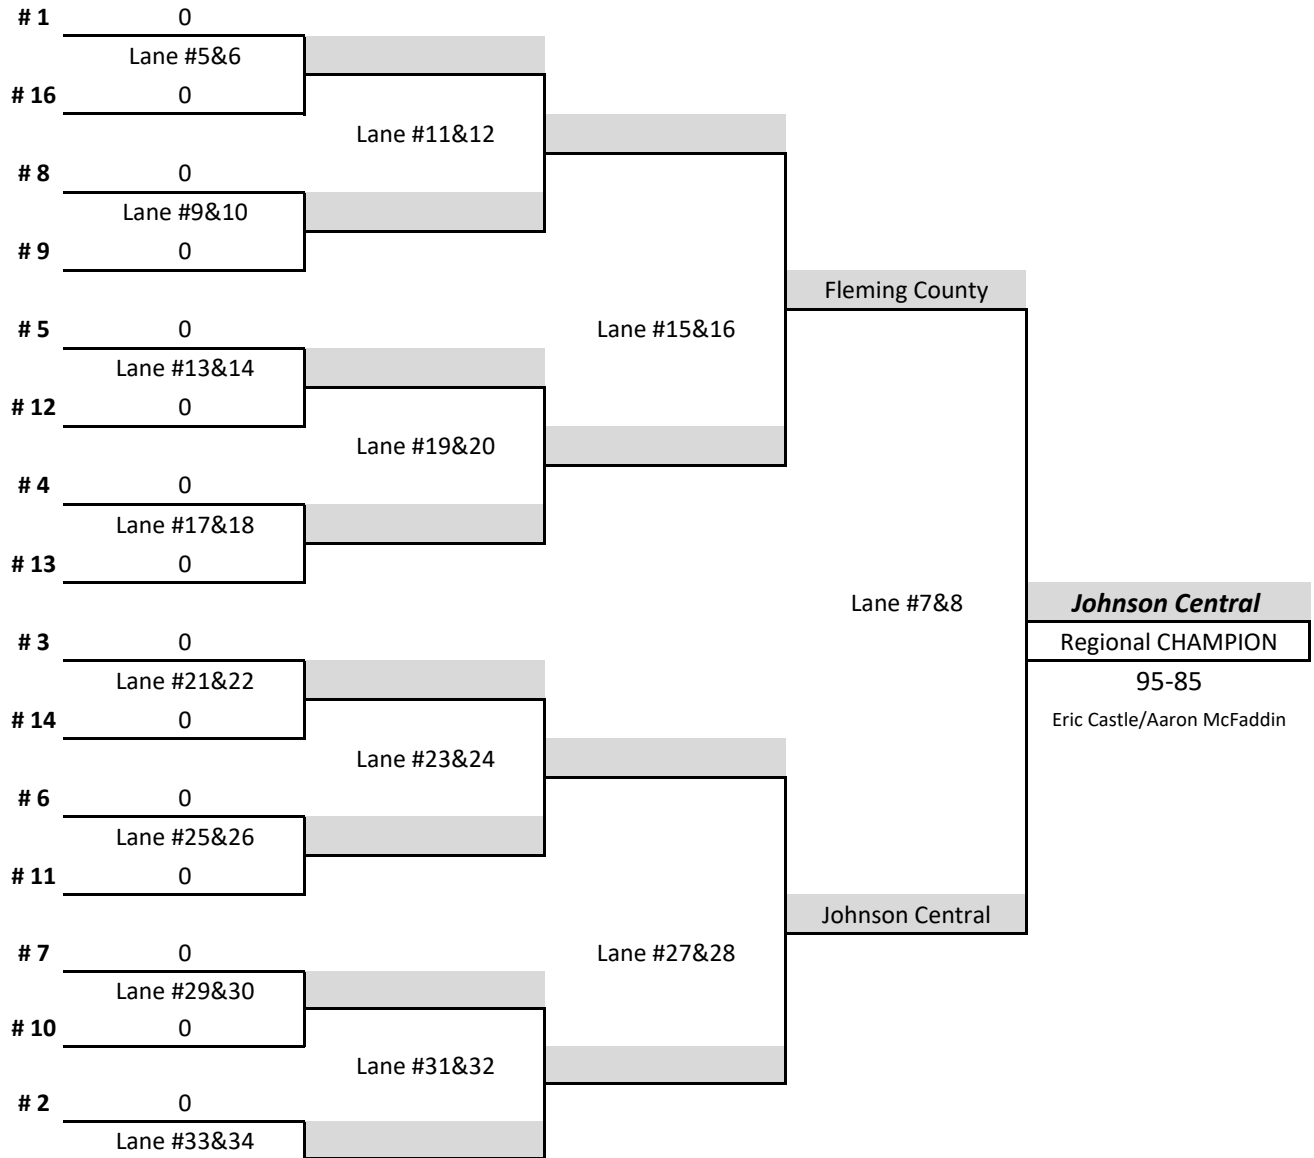 # 1 0
Lane #5&6
# 16 0
Lane #11&12
# 8 0
Lane #9&10
# 9 0
Fleming County
# 5 0
Lane #15&16
Lane #13&14
# 12 0
Lane #19&20
# 4 0
Lane #17&18
# 13 0
Lane #7&8
Johnson Central
# 3 0
Regional CHAMPION
Lane #21&22
95-85
# 14 0
Eric Castle/Aaron McFaddin
Lane #23&24
# 6 0
Lane #25&26
# 11 0
Johnson Central
# 7 0
Lane #27&28
Lane #29&30
# 10 0
Lane #31&32
# 2 0
Lane #33&34